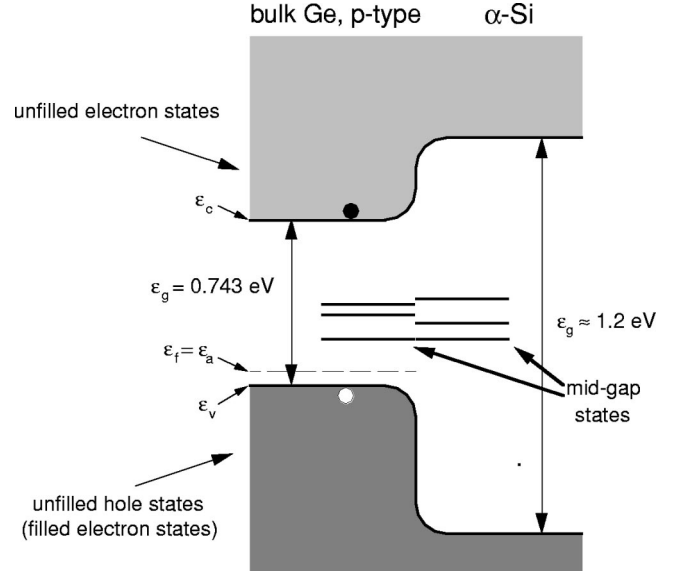 bulk Ge, p-type
α-Si
unfilled electron states
ε_c
ε_g = 0.743 eV
ε_g ≈ 1.2 eV
ε_f = ε_a
mid-gap
states
ε_v
unfilled hole states
(filled electron states)